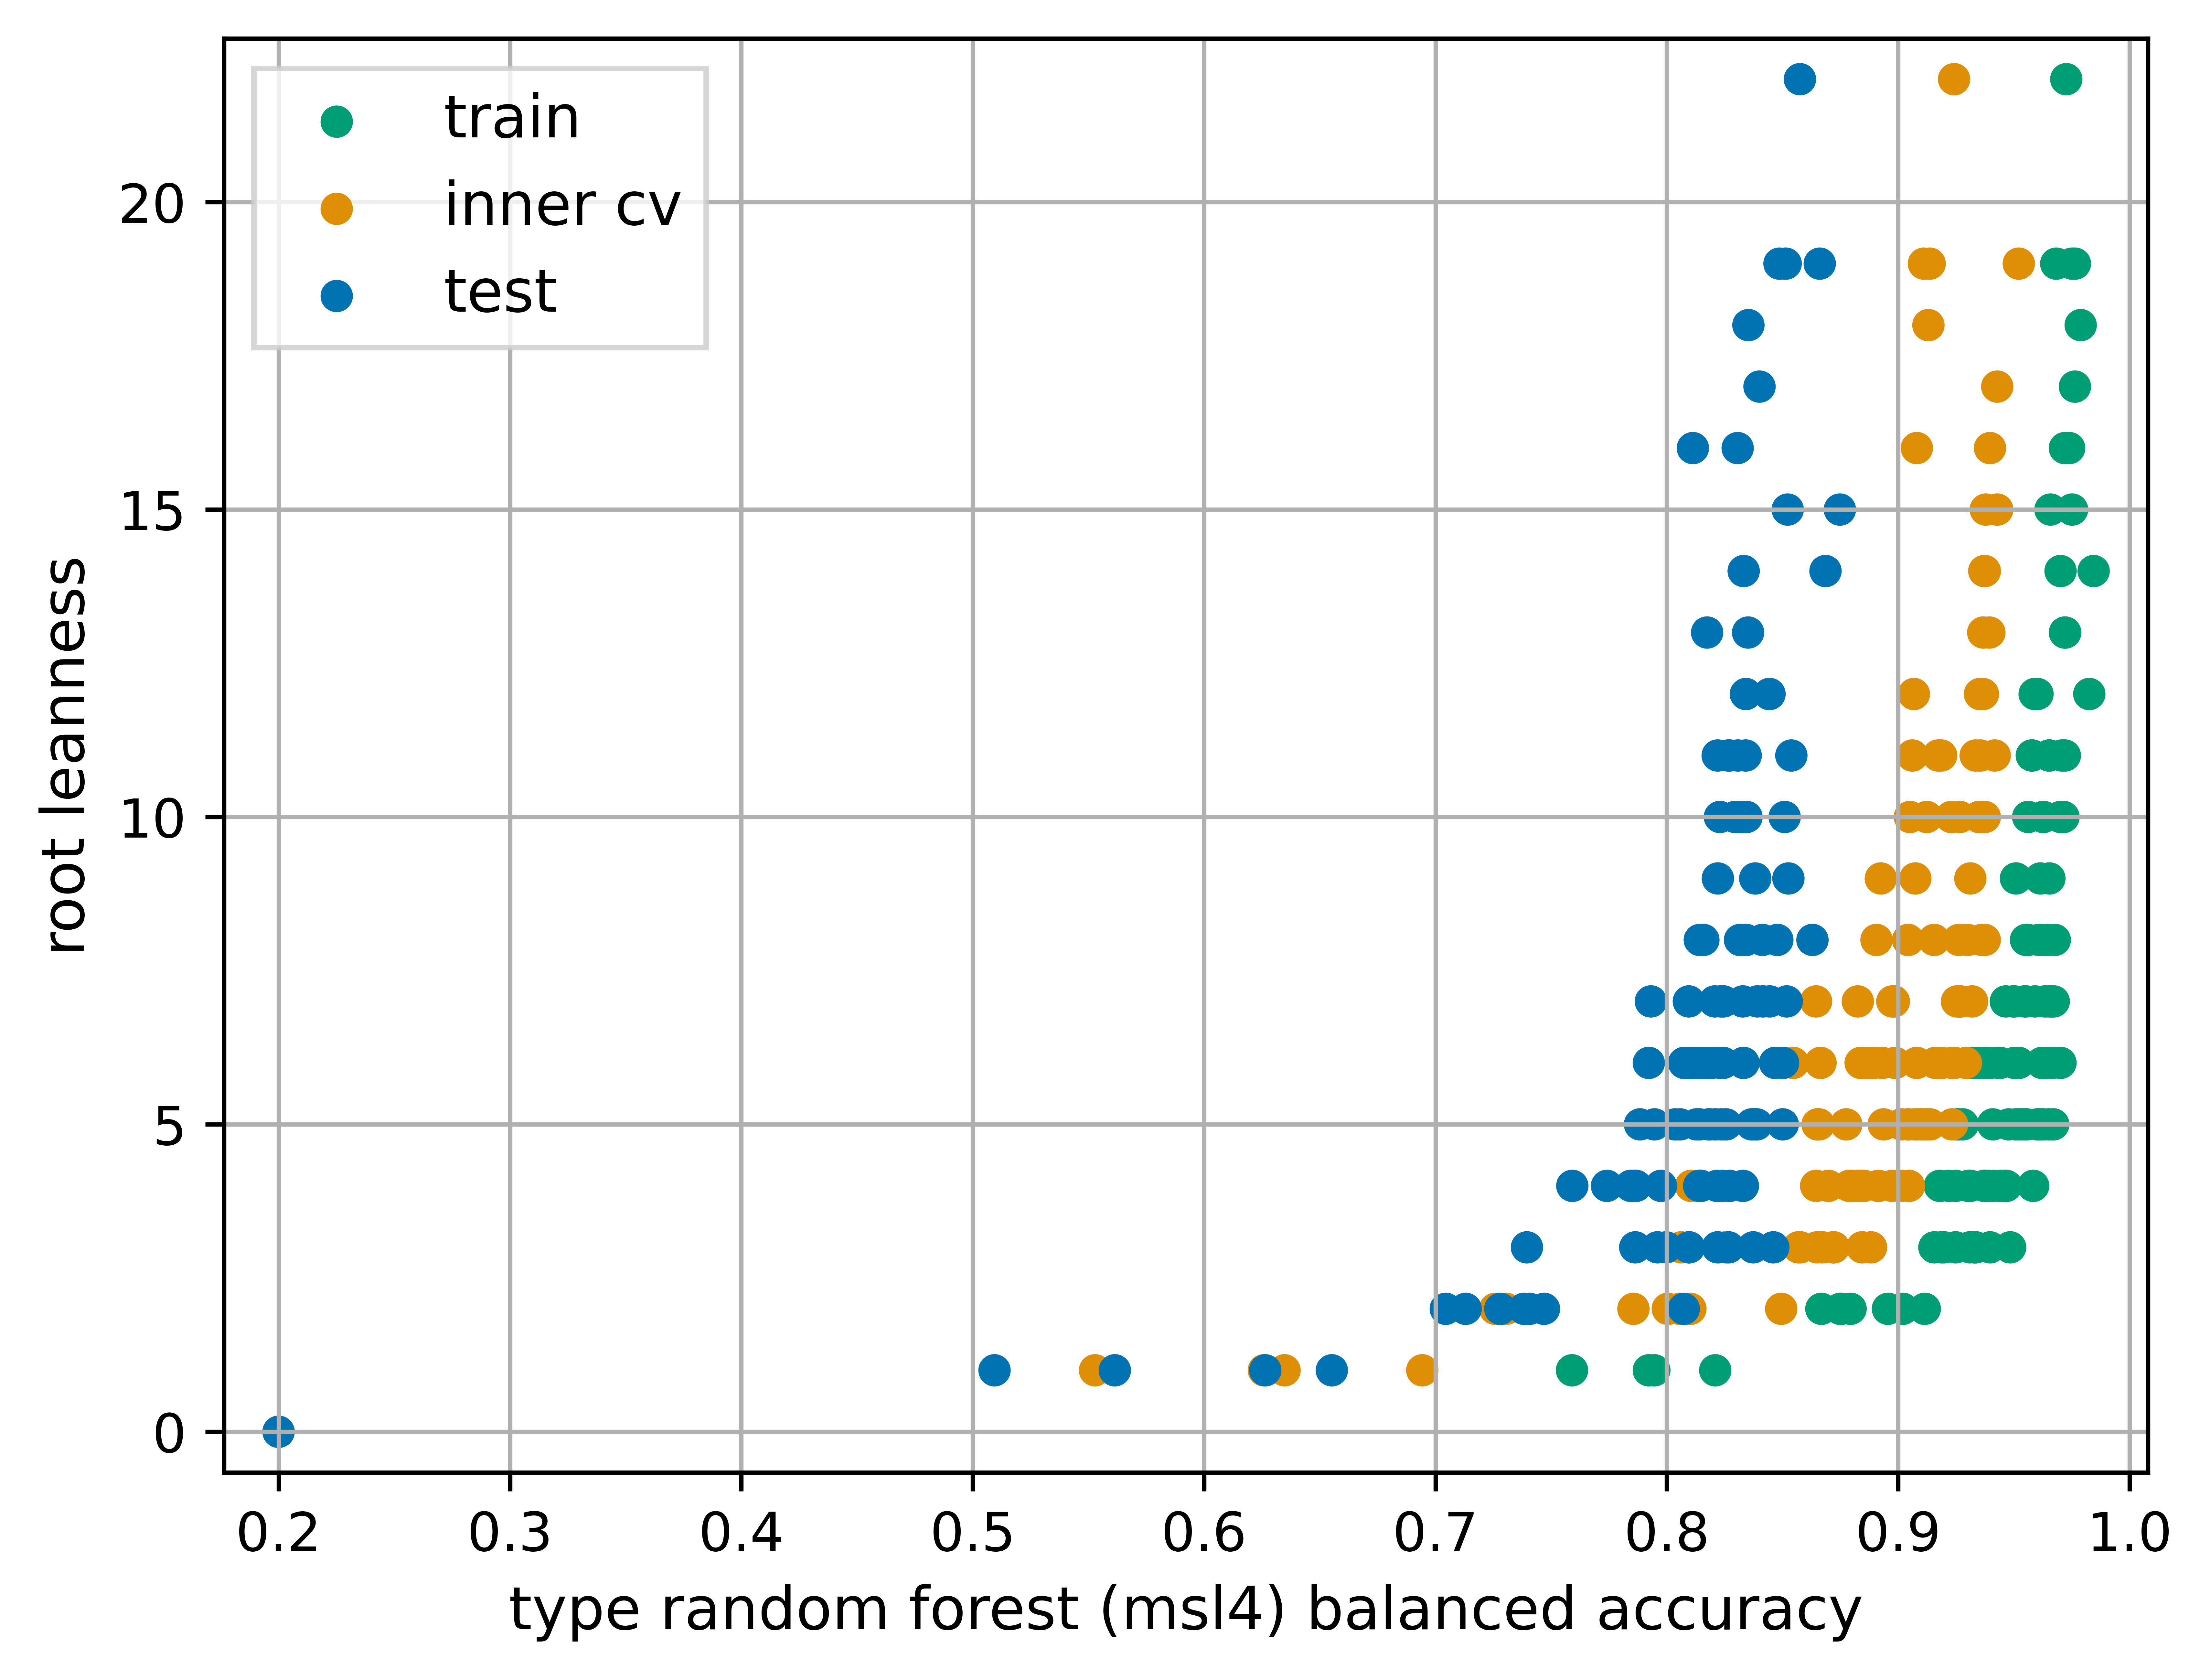 train
inner cv
test
20
15
10
5
0
root leanness
0.2 0.3 0.4 0.5 0.6 0.7 0.8 0.9 1.0
type random forest (msl4) balanced accuracy